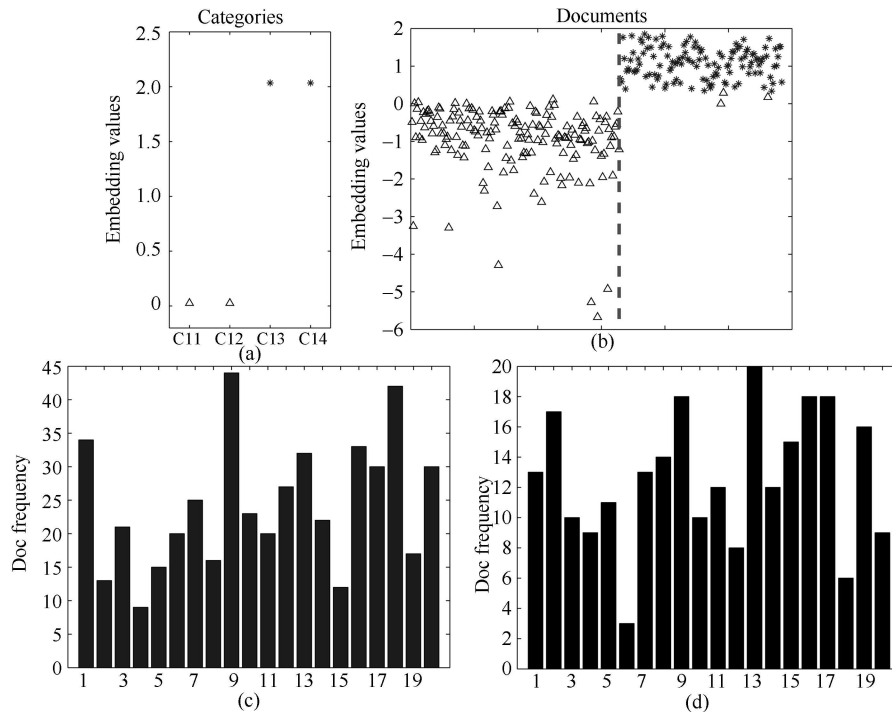 Categories
2.5
2.0
1.5
1.0
0.5
0
Embedding values
C11 C12 C13 C14
(a)
Documents
2
1
0
−1
−2
−3
−4
−5
−6
Embedding values
(b)
45
40
35
30
25
20
15
10
5
0
Doc frequency
1 3 5 7 9 11 13 15 17 19
(c)
20
18
16
14
12
10
8
6
4
2
0
Doc frequency
1 3 5 7 9 11 13 15 17 19
(d)